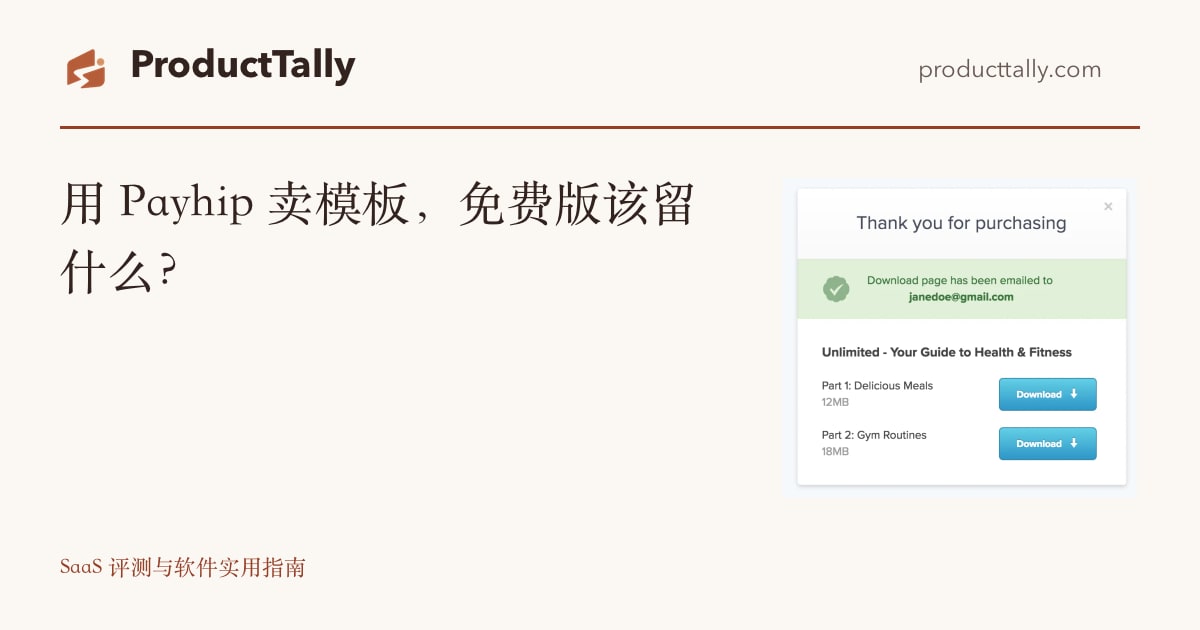 ProductTally
producttally.com
用 Payhip 卖模板，免费版该留
什么？
Thank you for purchasing
×
Download page has been emailed to
janedoe@gmail.com
Unlimited - Your Guide to Health & Fitness
Part 1: Delicious Meals
12MB
Download
Part 2: Gym Routines
18MB
Download
SaaS 评测与软件实用指南